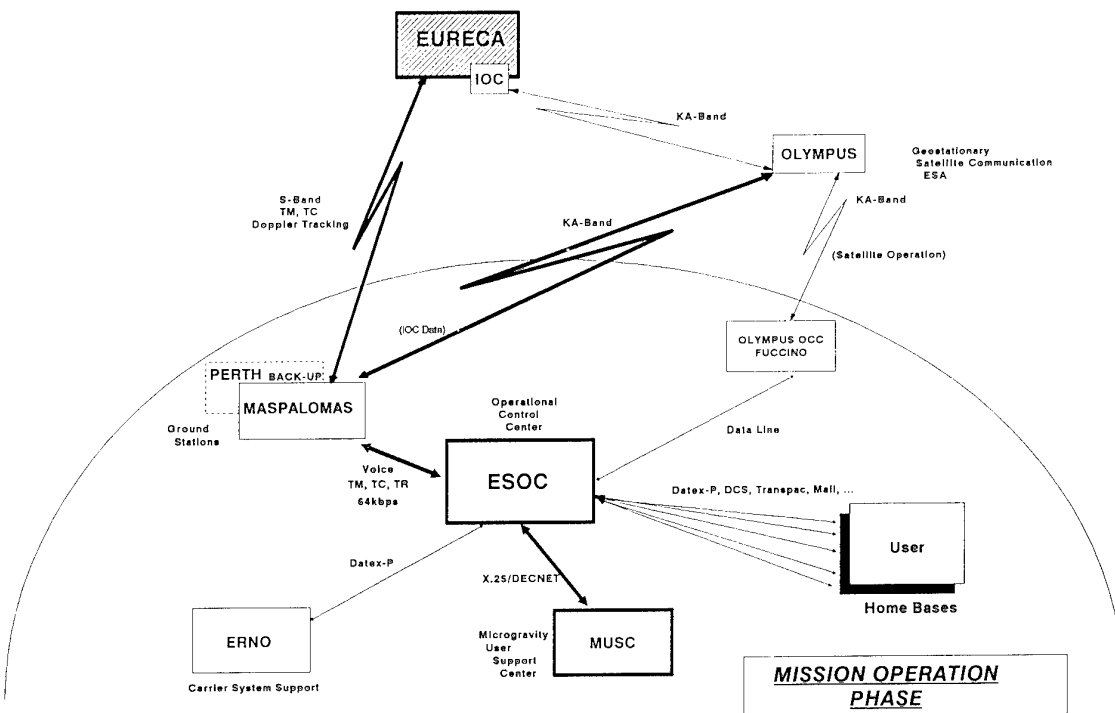 EURECA
IOC
KA-Band
OLYMPUS
Geostationary
Satellite Communication
ESA
S-Band
TM, TC
Doppler Tracking
KA-Band
KA-Band
(Satellite Operation)
(IOC Data)
OLYMPUS OCC
FUCCINO
PERTH BACK-UP
MASPALOMAS
Ground
Stations
Operational
Control
Center
Data Line
Voice
TM, TC, TR
64kbps
ESOC
Datex-P, DCS, Transpac, Mail, ...
User
Home Bases
Datex-P
X.25/DECNET
ERNO
Carrier System Support
Microgravity
User
Support
Center
MUSC
MISSION OPERATION
PHASE